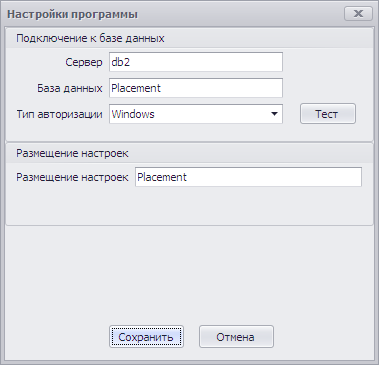 Настройки программы
Подключение к базе данных
Сервер db2
База данных Placement
Тип авторизации Windows Тест
Размещение настроек
Размещение настроек Placement
Сохранить Отмена